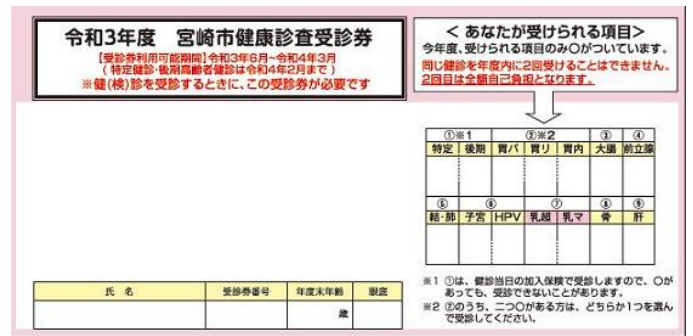 令和3年度 宮崎市健康診査受診券
【受診券利用可能期間】令和3年6月~令和4年3月
(特定健診・後期高齢者健診は令和4年2月まで)
※健(検)診を受診するときに、この受診券が必要です
< あなたが受けられる項目>
今年度、受けられる項目のみ○がついています。
同じ健診を年度内に2回受けることはできません。
2回目は全額自己負担となります。
①※1 ②※2 ③ ④
特定 後期 胃バ 胃リ 胃内 大腸 前立腺
⑤ ⑥ ⑦ ⑧ ⑨
結・肺 子宮 HPV 乳超 乳マ 骨 肝
※1 ①は、健診当日の加入保険で受診しますので、○が
あっても、受診できないことがあります。
※2 ②のうち、二つ○がある方は、どちらか1つを選ん
で受診してください。
氏 名 受診券番号 年度末年齢 眼底
歳